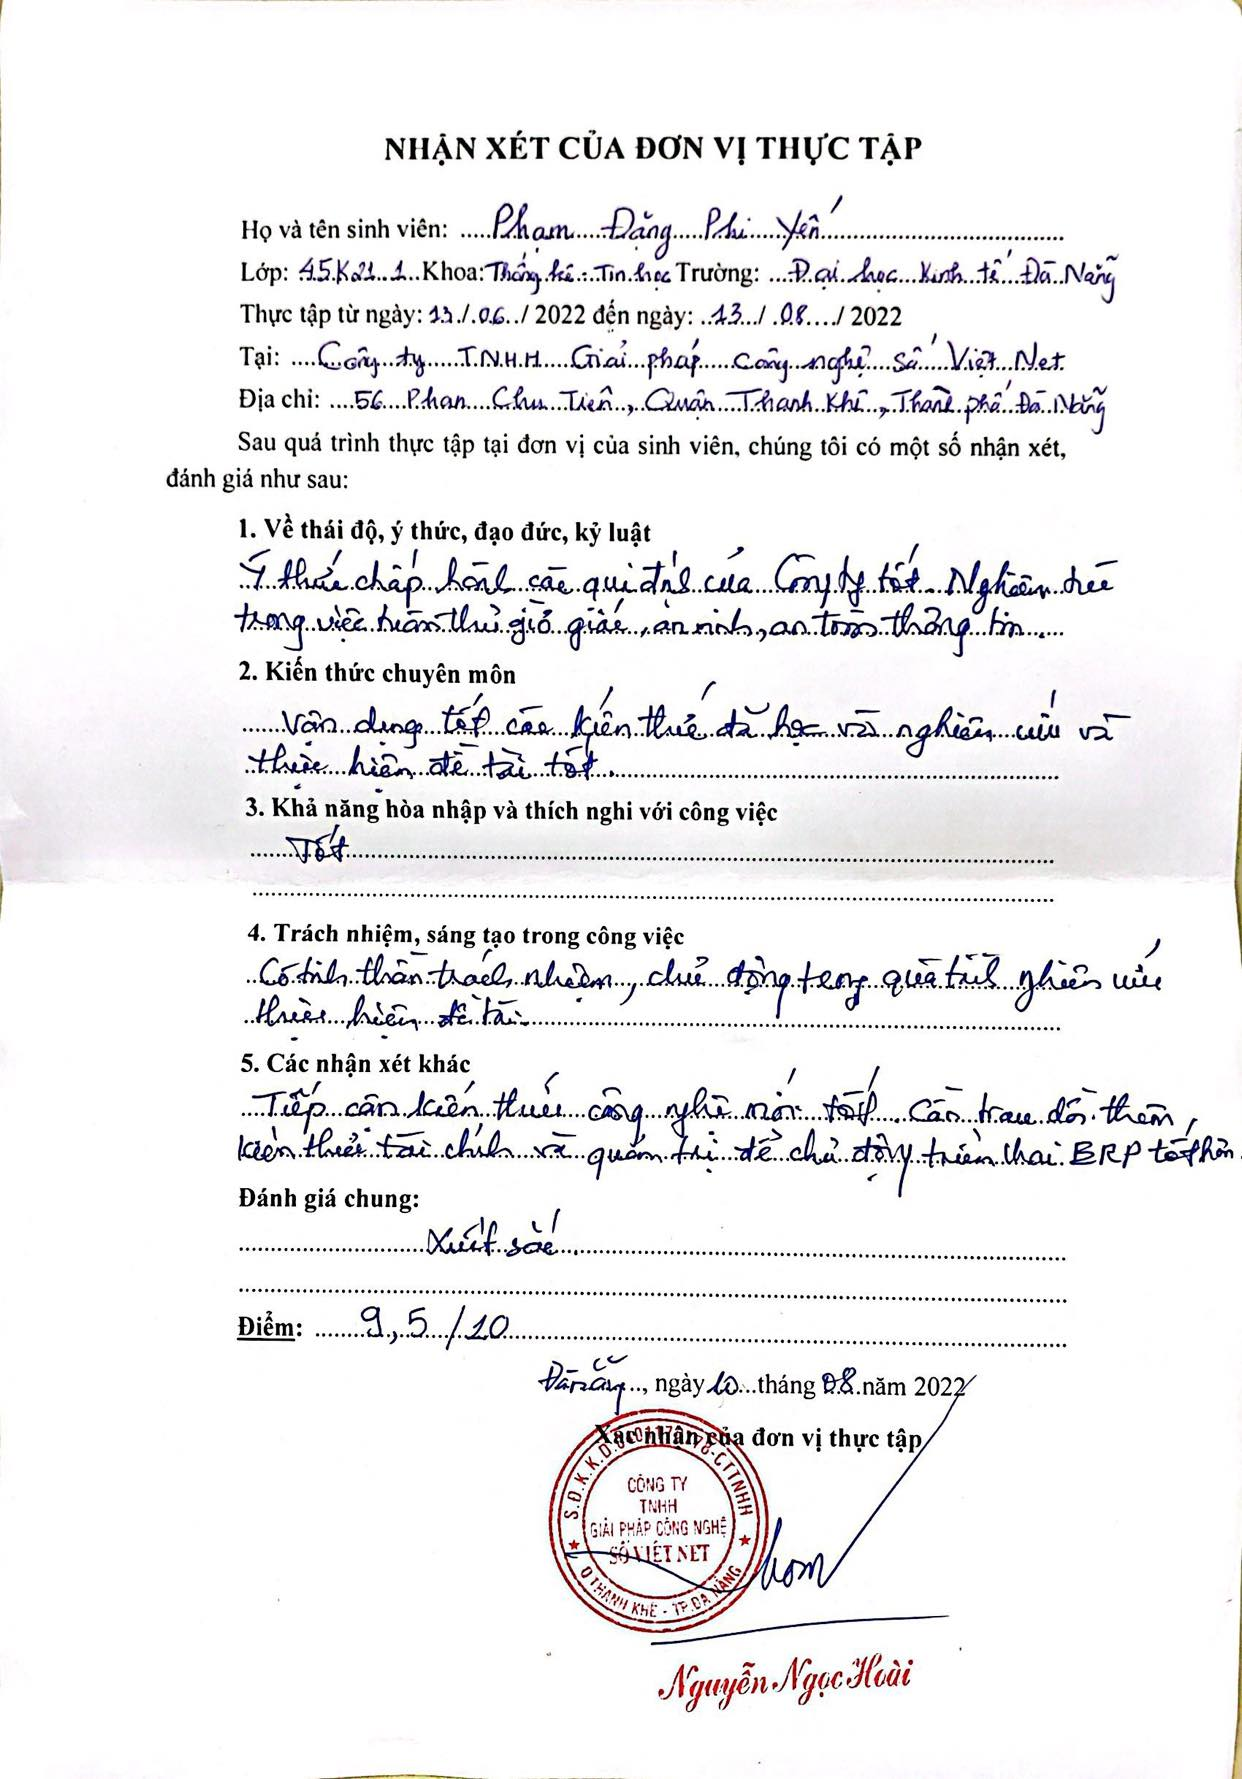 NHẬN XÉT CỦA ĐƠN VỊ THỰC TẬP
Họ và tên sinh viên: Phạm Đặng Phi Yến
Lớp: 45K21.1 Khoa: Thống kê - Tin học Trường: Đại học Kinh tế Đà Nẵng
Thực tập từ ngày: 13/06/2022 đến ngày: 13/08/2022
Tại: Công ty TNHH Giải pháp Công nghệ số Việt Net
Địa chỉ: 56 Phan Chu Tiên, Quận Thanh Khê, Thành phố Đà Nẵng
Sau quá trình thực tập tại đơn vị của sinh viên, chúng tôi có một số nhận xét,
đánh giá như sau:
1. Về thái độ, ý thức, đạo đức, kỷ luật
Ý thức chấp hành các qui định của Công ty tốt. Nghiêm túc
trong việc tuân thủ giờ giấc, an ninh, an toàn thông tin.
2. Kiến thức chuyên môn
Vận dụng tốt các kiến thức đã học và nghiên cứu và
thực hiện đề tài tốt.
3. Khả năng hòa nhập và thích nghi với công việc
Tốt
4. Trách nhiệm, sáng tạo trong công việc
Có tinh thần trách nhiệm, chủ động trong quá trình nghiên cứu
thực hiện đề tài.
5. Các nhận xét khác
Tiếp cận kiến thức công nghệ mới tốt. Cần trau dồi thêm
kiến thức tài chính và quản trị để chủ động triển khai ERP tốt hơn.
Đánh giá chung:
Xuất sắc.
Điểm: 9,5/10
Đà Nẵng, ngày 10 tháng 08 năm 2022
Xác nhận của đơn vị thực tập
CÔNG TY
TNHH
GIẢI PHÁP CÔNG NGHỆ
SỐ VIỆT NET
Q THANH KHÊ - TP.ĐÀ NẴNG
Nguyễn Ngọc Hoài